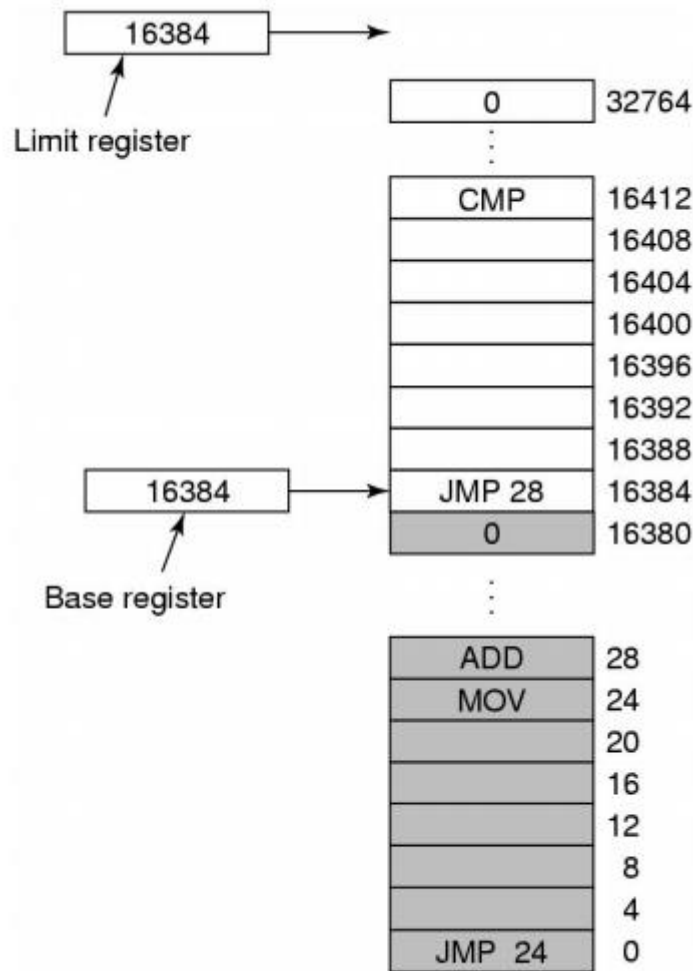 16384
0 32764
Limit register
CMP 16412
16408
16404
16400
16396
16392
16388
16384 JMP 28 16384
0 16380
Base register
ADD 28
MOV 24
20
16
12
8
4
JMP 24 0